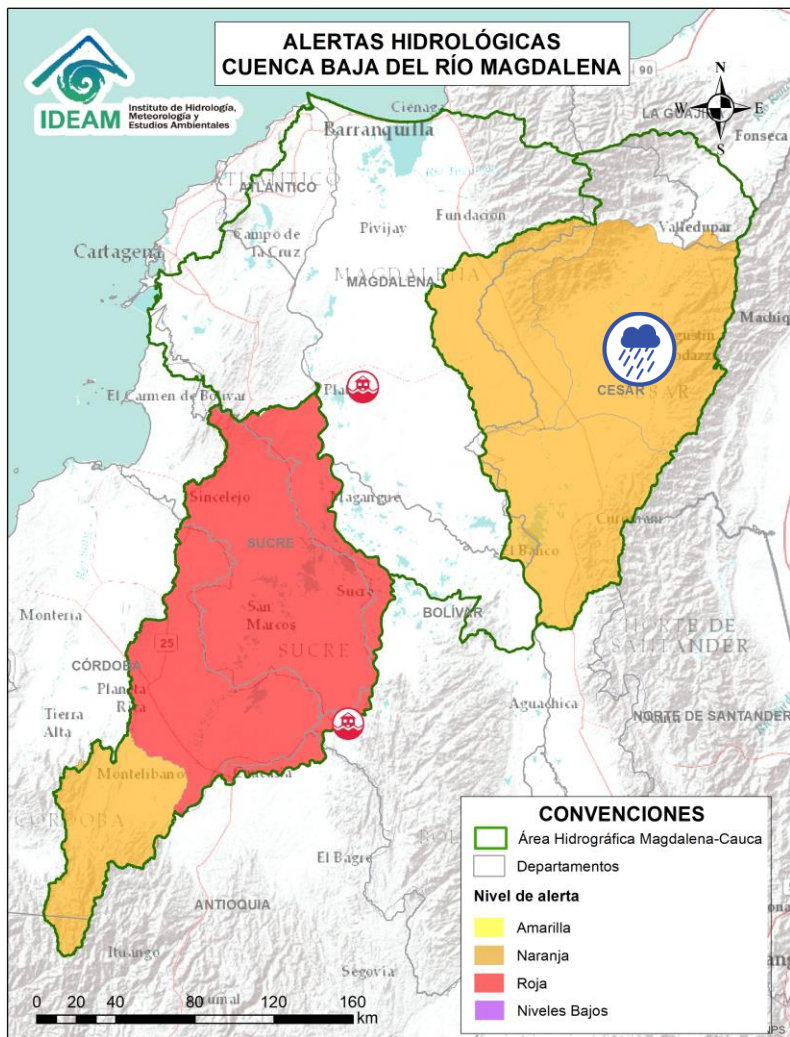 ALERTAS HIDROLÓGICAS
CUENCA BAJA DEL RÍO MAGDALENA
IDEAM
Instituto de Hidrología,
Meteorología y
Estudios Ambientales
90
N
W
E
S
Ciénaga
LA GUAJIRA
Barranquilla
Fonseca
ATLÁNTICO
Fundación
Pivijay
Valledupar
Campo de
la Cruz
Cartagena
MAGDALENA
MAGDALENA
CESAR
El Carmen de Bolívar
Sincelejo
Magangue
SUCRE
El Banco
Sucre
San
Marcos
BOLÍVAR
Montería
SUCRE
NORTE DE
SANTANDER
25
CÓRDOBA
Planeta
Rica
Aguachica
Tierra
Alta
NORTE DE SANTANDER
Montelibano
El Bagre
ANTIOQUIA
Ituango
Segovia
CONVENCIONES
Área Hidrográfica Magdalena-Cauca
Departamentos
Nivel de alerta
Amarilla
Naranja
Roja
Niveles Bajos
0 20 40 80 120 160
km